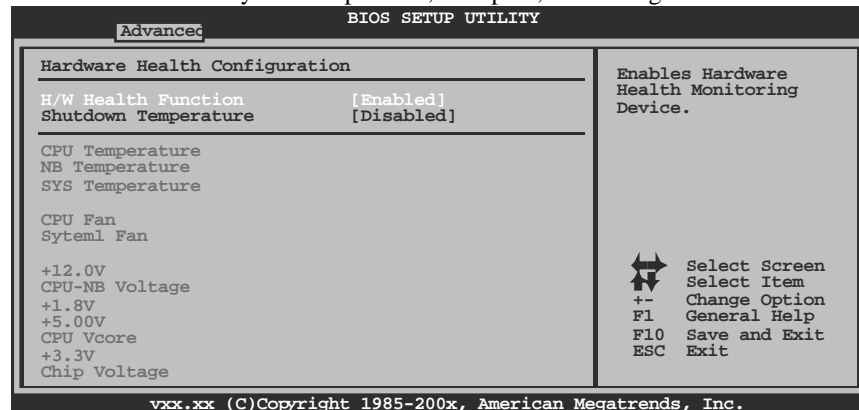 BIOS SETUP UTILITY
Advanced
Hardware Health Configuration
H/W Health Function [Enabled]
Shutdown Temperature [Disabled]
CPU Temperature
NB Temperature
SYS Temperature
CPU Fan
Sytem1 Fan
+12.0V
CPU-NB Voltage
+1.8V
+5.00V
CPU Vcore
+3.3V
Chip Voltage
Enables Hardware
Health Monitoring
Device.
Select Screen
Select Item
+- Change Option
F1 General Help
F10 Save and Exit
ESC Exit
vxx.xx (C)Copyright 1985-200x, American Megatrends, Inc.